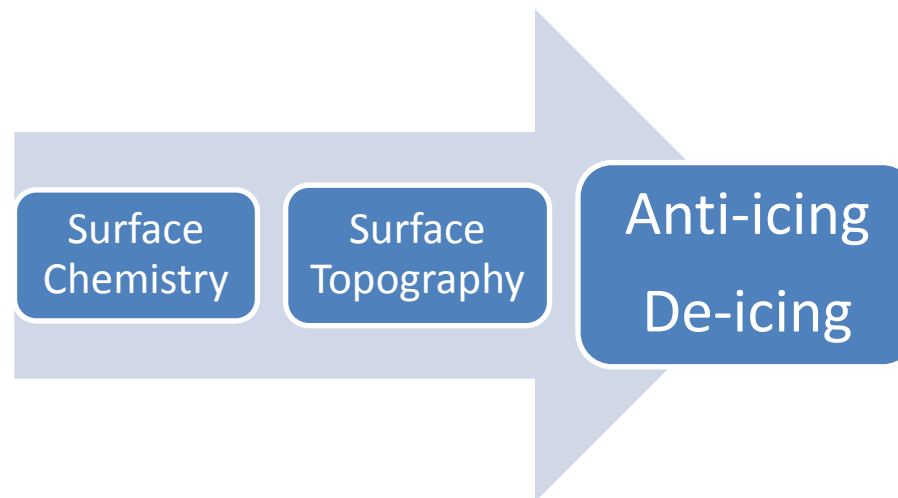 Surface
Chemistry
Surface
Topography
Anti-icing
De-icing